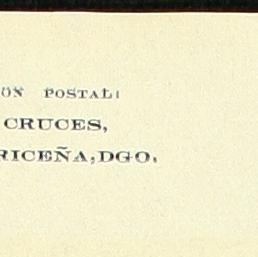 ÓN POSTAL:
CRUCES,
RICEÑA, DGO.